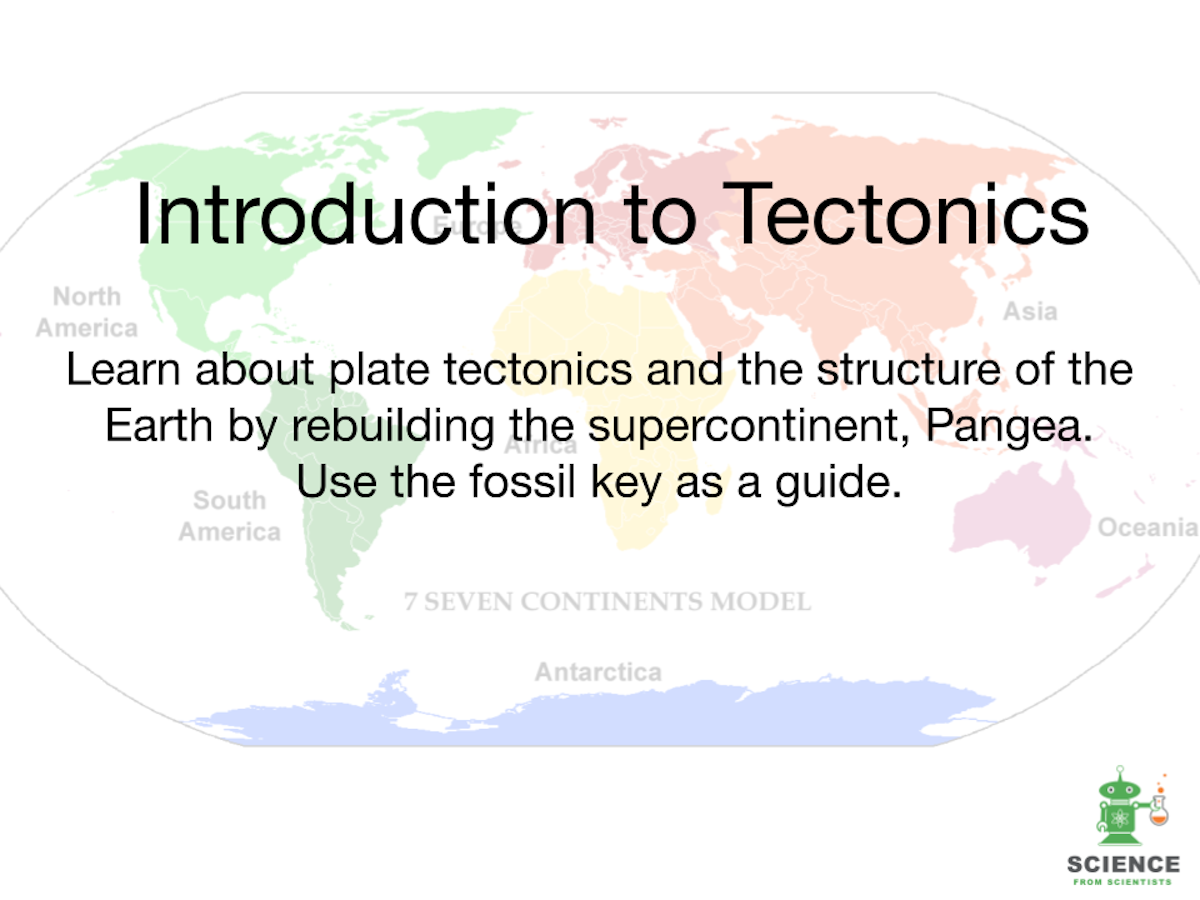 Introduction to Tectonics
Europe
North
America
Asia
Learn about plate tectonics and the structure of the
Earth by rebuilding the supercontinent, Pangea.
Africa
Use the fossil key as a guide.
South
America
Oceania
7 SEVEN CONTINENTS MODEL
Antarctica
SCIENCE
FROM SCIENTISTS